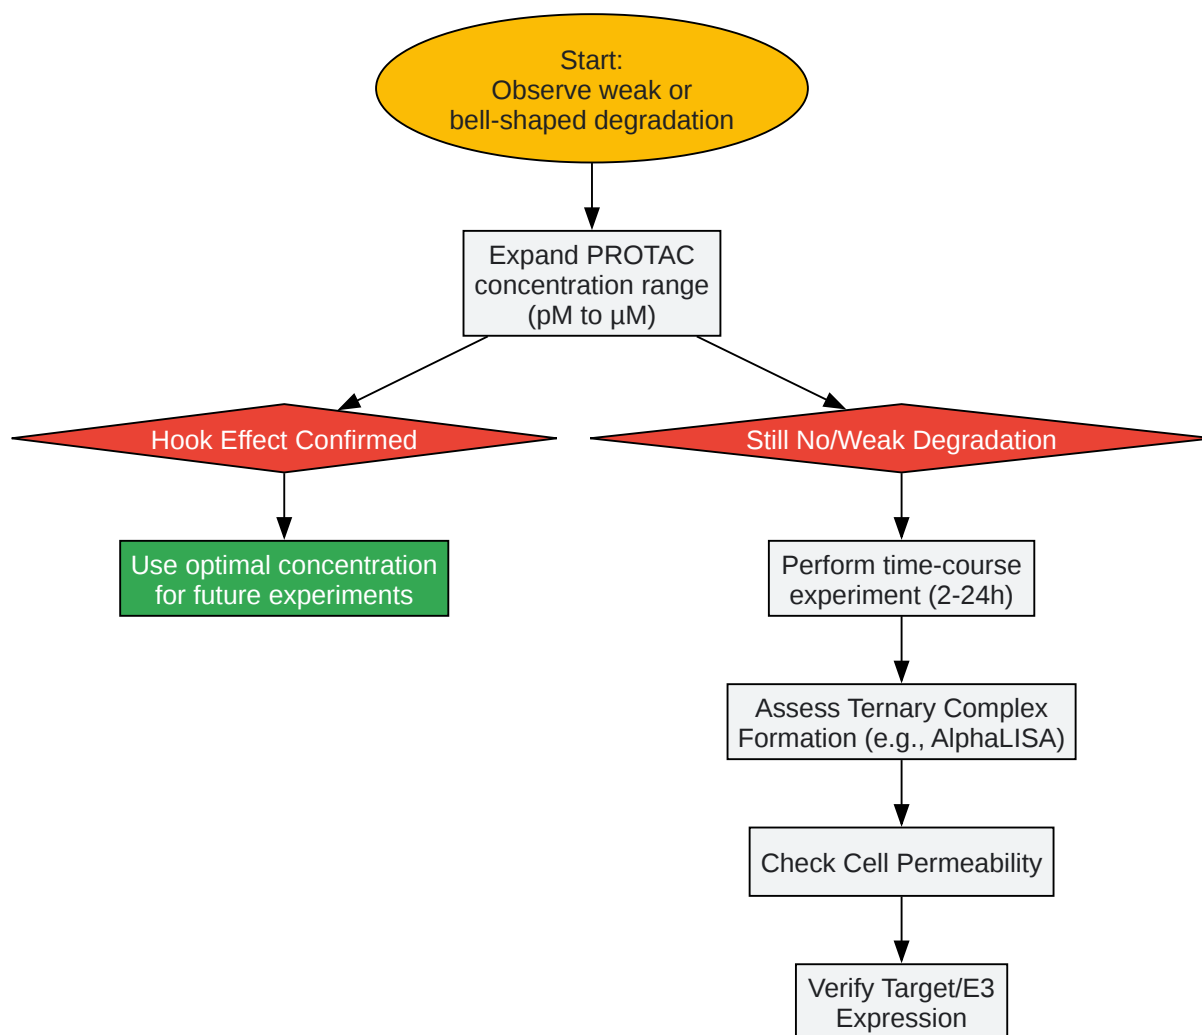 Start:
Observe weak or
bell-shaped degradation
Expand PROTAC
concentration range
(pM to µM)
Hook Effect Confirmed
Still No/Weak Degradation
Use optimal concentration
for future experiments
Perform time-course
experiment (2-24h)
Assess Ternary Complex
Formation (e.g., AlphaLISA)
Check Cell Permeability
Verify Target/E3
Expression